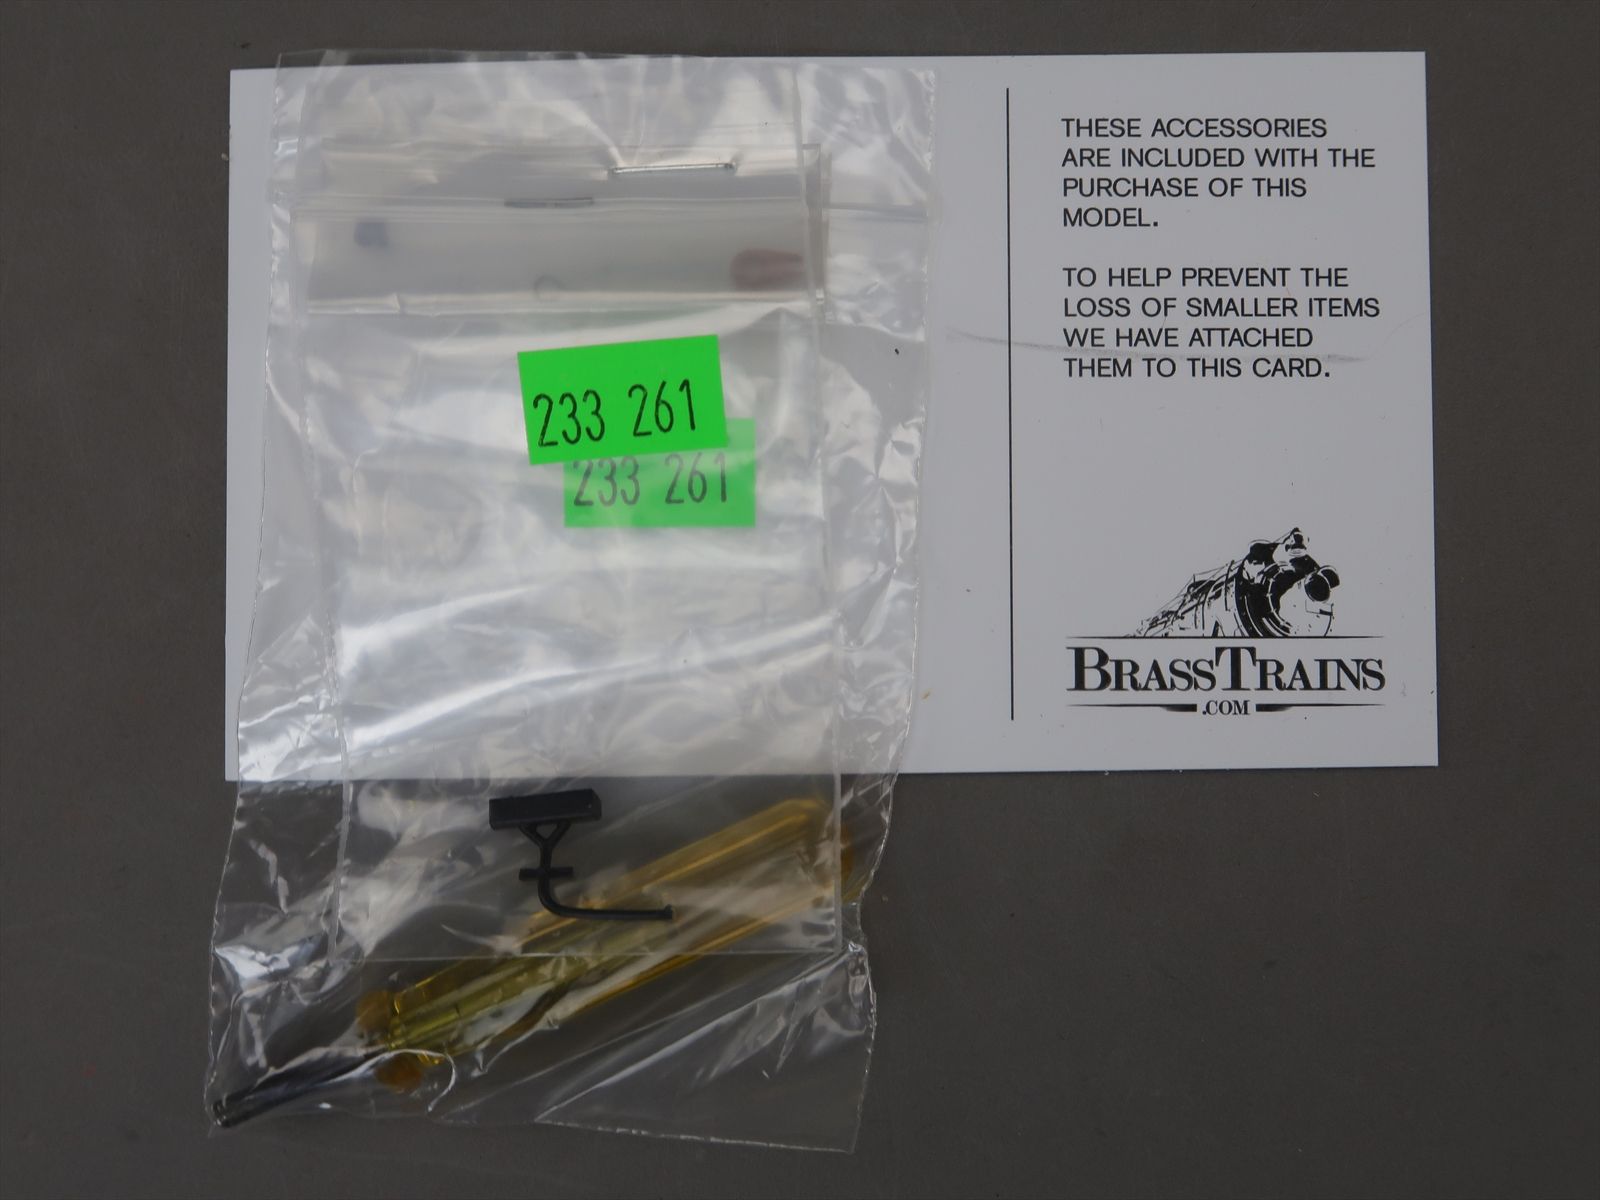 233 261
233 261
THESE ACCESSORIES
ARE INCLUDED WITH THE
PURCHASE OF THIS
MODEL.
TO HELP PREVENT THE
LOSS OF SMALLER ITEMS
WE HAVE ATTACHED
THEM TO THIS CARD.
BRASSTRAINS
.COM